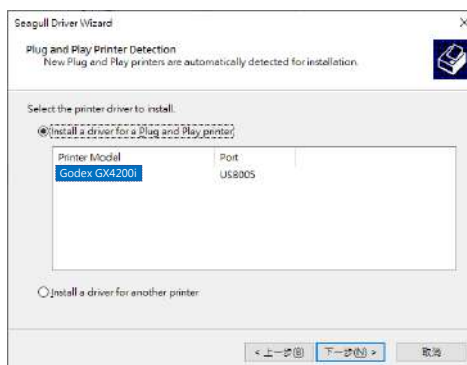 Seagull Driver Wizard
Plug and Play Printer Detection
New Plug and Play printers are automatically detected for installation.
Select the printer driver to install.
Install a driver for a Plug and Play printer
Printer Model Port
Godex GX4200i USB005
Install a driver for another printer
< 上一步(B) 下一步(N) > 取消